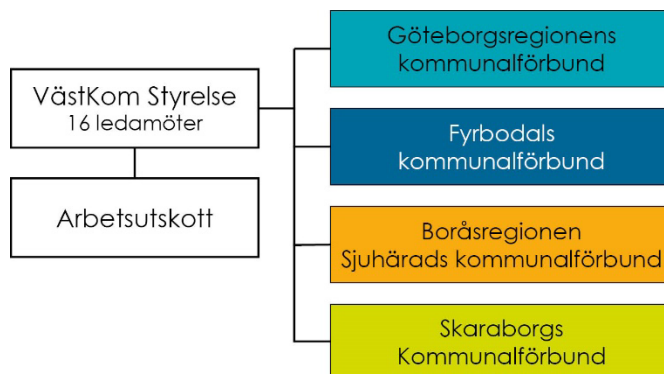 VästKom Styrelse
16 ledamöter
Arbetsutskott
Göteborgsregionens
kommunalförbund
Fyrbodals
kommunalförbund
Boråsregionen
Sjuhärads kommunalförbund
Skaraborgs
Kommunalförbund